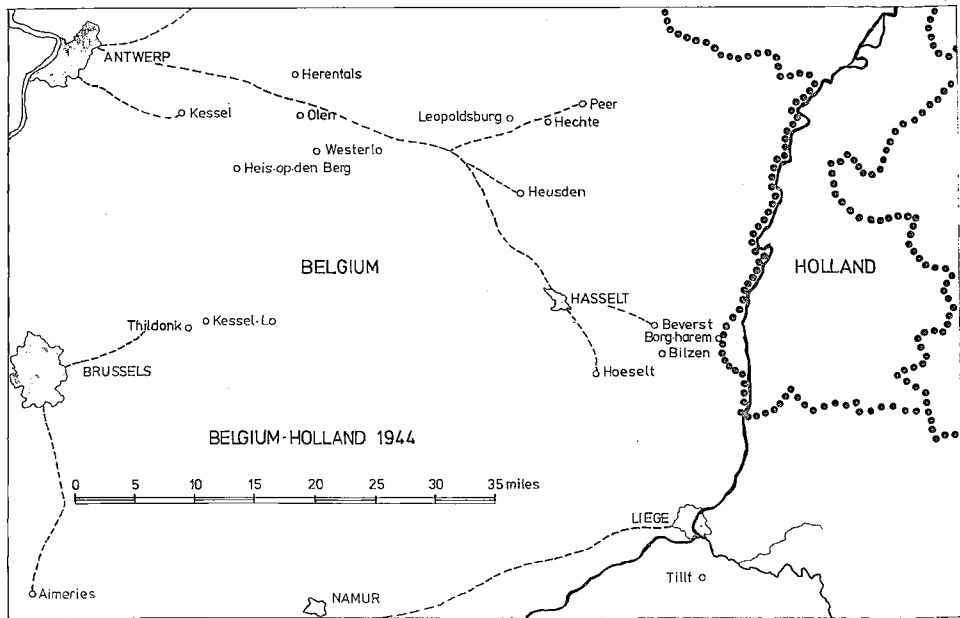 ANTWERP
Herentals
Kessel
Olen
Leopoldsburg
Peer
Hechte
Westerlo
Heis-op-den Berg
Heusden
BELGIUM
HOLLAND
HASSELT
Thildonk
Kessel-Lo
Beverst
Borg-harem
Bilzen
BRUSSELS
Hoeselt
BELGIUM-HOLLAND 1944
0 5 10 15 20 25 30 35 miles
LIEGE
Tillf
Aimeries
NAMUR